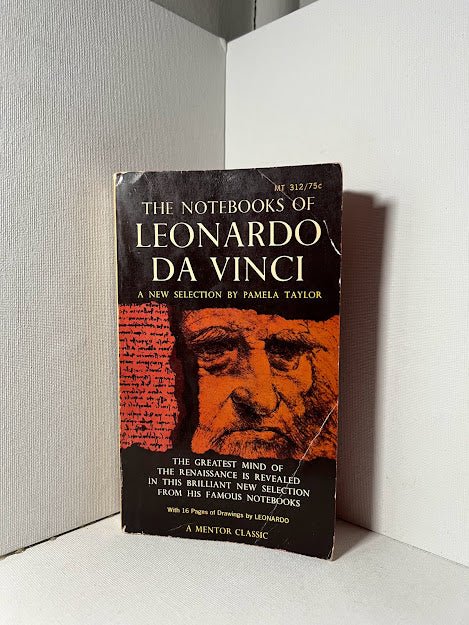 MT 312/75c
THE NOTEBOOKS OF
LEONARDO
DA VINCI
A NEW SELECTION BY PAMELA TAYLOR
THE GREATEST MIND OF
THE RENAISSANCE IS REVEALED
IN THIS BRILLIANT NEW SELECTION
FROM HIS FAMOUS NOTEBOOKS
With 16 Pages of Drawings by LEONARDO
A MENTOR CLASSIC